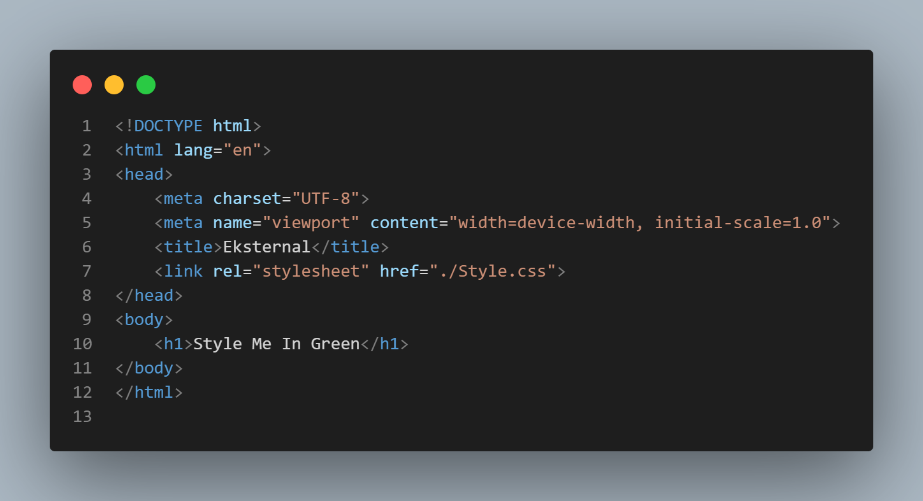 1 <!DOCTYPE html>
2 <html lang="en">
3 <head>
4     <meta charset="UTF-8">
5     <meta name="viewport" content="width=device-width, initial-scale=1.0">
6     <title>Eksternal</title>
7     <link rel="stylesheet" href="./Style.css">
8 </head>
9 <body>
10     <h1>Style Me In Green</h1>
11 </body>
12 </html>
13